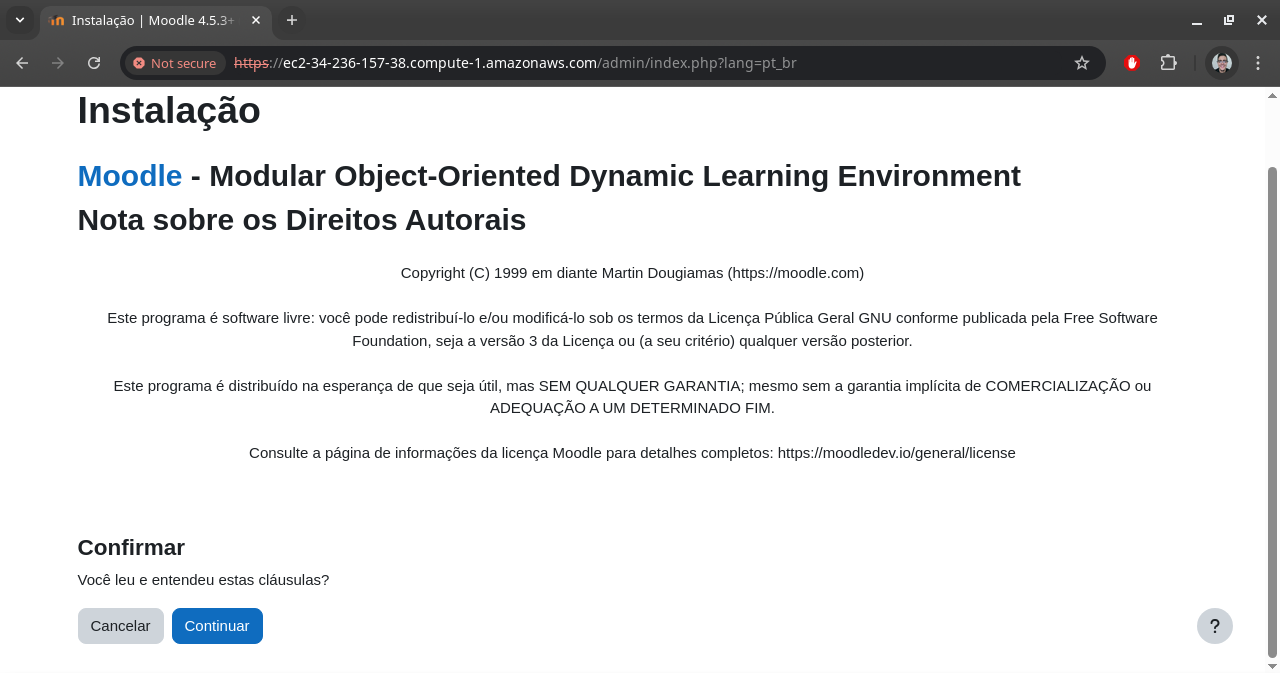 Instalação | Moodle 4.5.3+
Not secure https://ec2-34-236-157-38.compute-1.amazonaws.com/admin/index.php?lang=pt_br
Instalação
Moodle - Modular Object-Oriented Dynamic Learning Environment
Nota sobre os Direitos Autorais
Copyright (C) 1999 em diante Martin Dougiamas (https://moodle.com)
Este programa é software livre: você pode redistribuí-lo e/ou modificá-lo sob os termos da Licença Pública Geral GNU conforme publicada pela Free Software
Foundation, seja a versão 3 da Licença ou (a seu critério) qualquer versão posterior.
Este programa é distribuído na esperança de que seja útil, mas SEM QUALQUER GARANTIA; mesmo sem a garantia implícita de COMERCIALIZAÇÃO ou
ADEQUAÇÃO A UM DETERMINADO FIM.
Consulte a página de informações da licença Moodle para detalhes completos: https://moodledev.io/general/license
Confirmar
Você leu e entendeu estas cláusulas?
Cancelar Continuar ?